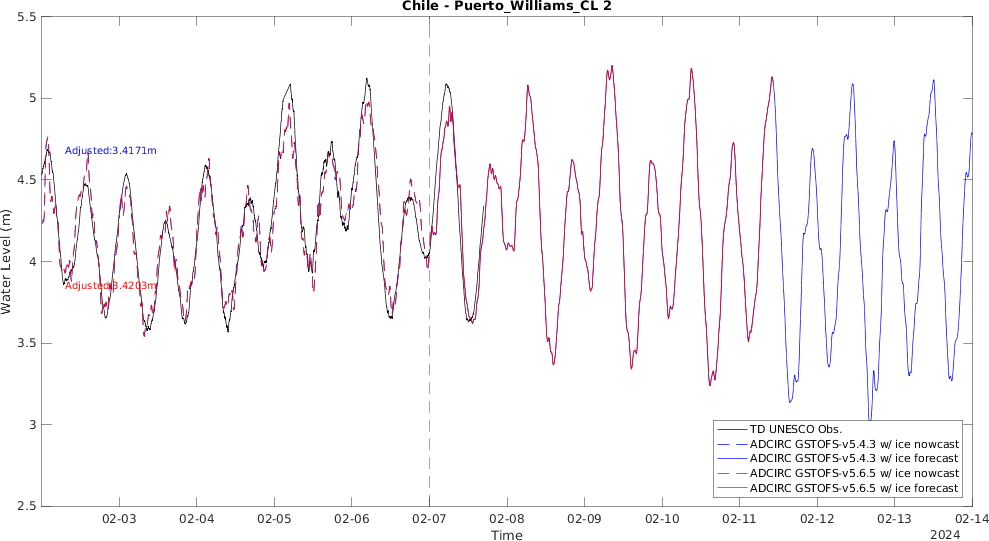 Chile - Puerto_Williams_CL 2
5.5
5
4.5
4
3.5
3
2.5
Water Level (m)
Adjusted:3.4171m
Adjusted:3.4203m
TD UNESCO Obs.
ADCIRC GSTOFS-v5.4.3 w/ ice nowcast
ADCIRC GSTOFS-v5.4.3 w/ ice forecast
ADCIRC GSTOFS-v5.6.5 w/ ice nowcast
ADCIRC GSTOFS-v5.6.5 w/ ice forecast
02-03 02-04 02-05 02-06 02-07 02-08 02-09 02-10 02-11 02-12 02-13 02-14
Time
2024